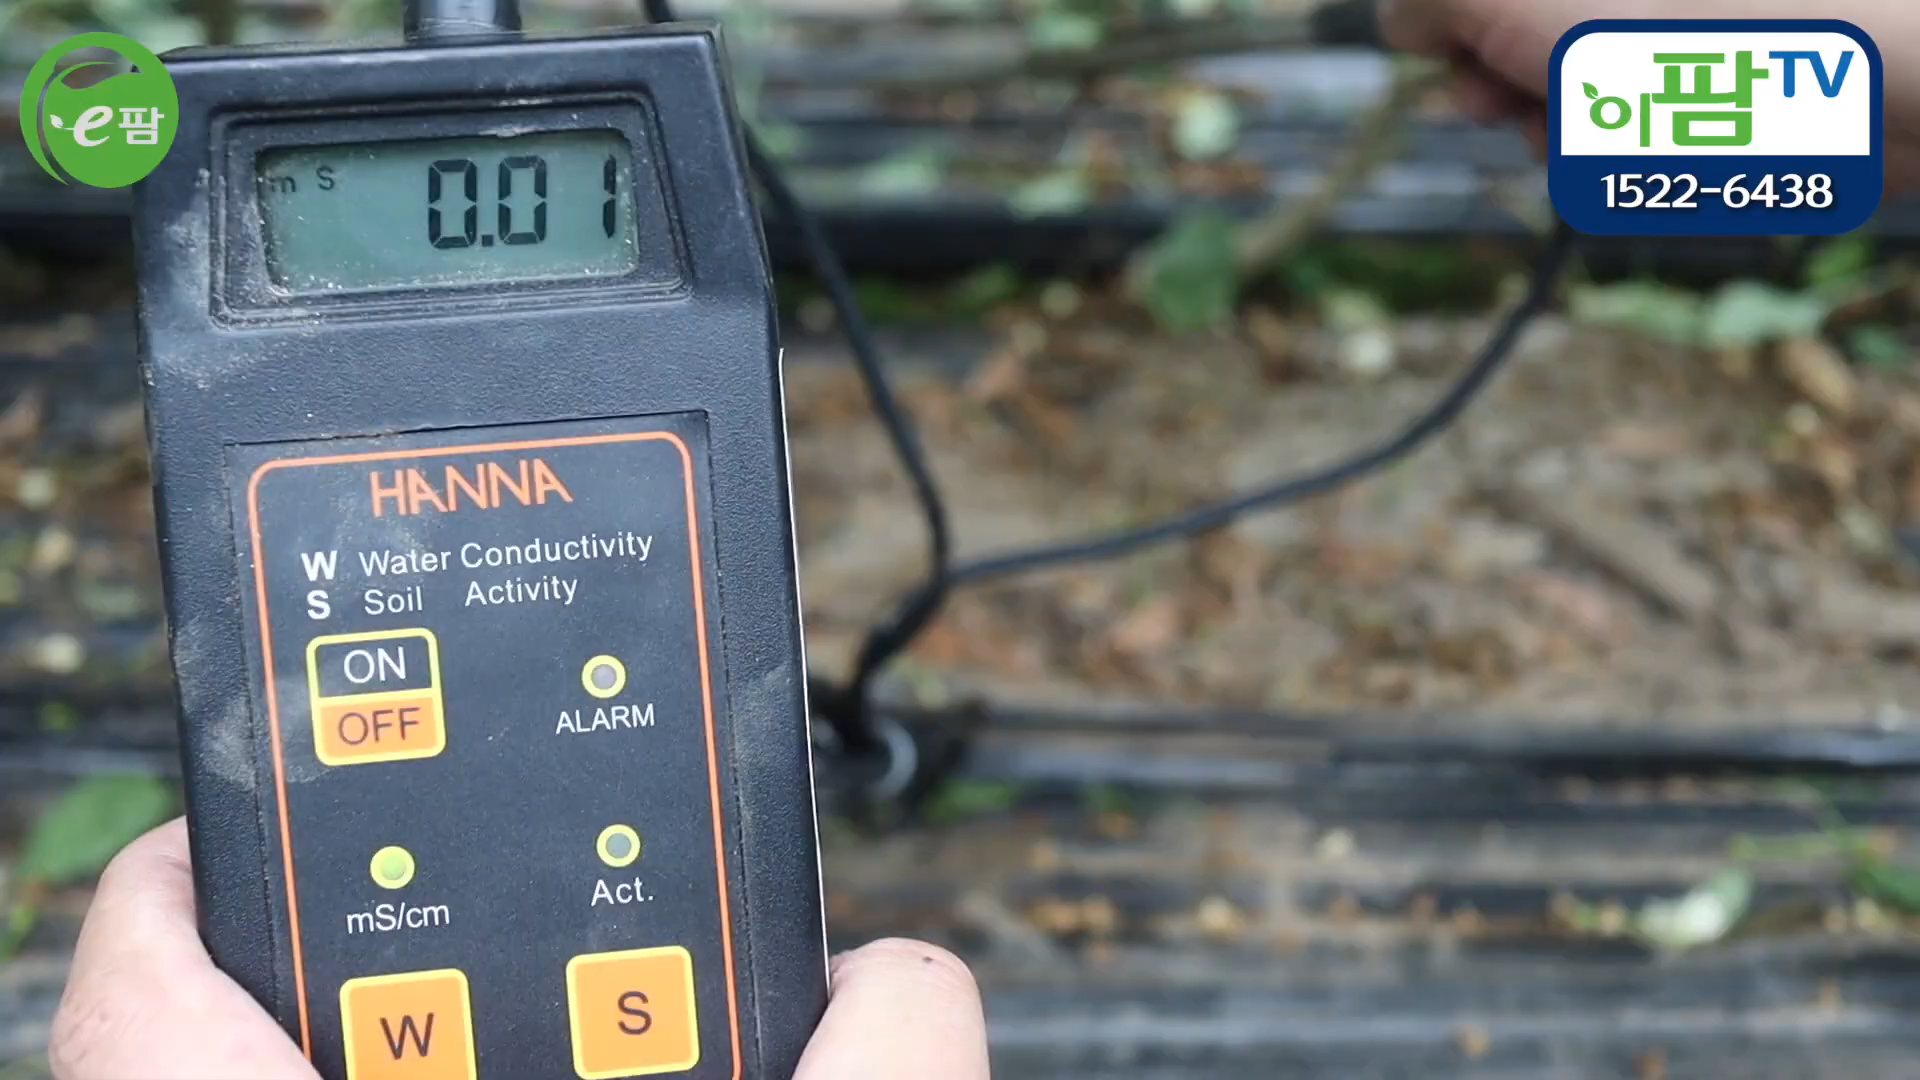 e팜
이팜TV
1522-6438
mS 0.01
HANNA
W Water Conductivity
S Soil Activity
ON
OFF
ALARM
mS/cm
Act.
W
S